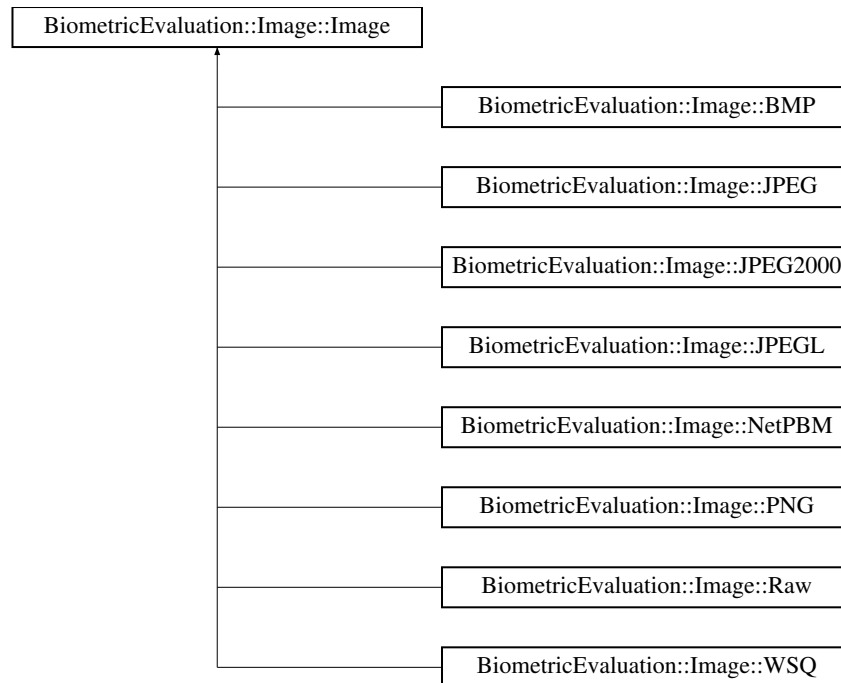 BiometricEvaluation::Image::Image
BiometricEvaluation::Image::BMP
BiometricEvaluation::Image::JPEG
BiometricEvaluation::Image::JPEG2000
BiometricEvaluation::Image::JPEGL
BiometricEvaluation::Image::NetPBM
BiometricEvaluation::Image::PNG
BiometricEvaluation::Image::Raw
BiometricEvaluation::Image::WSQ